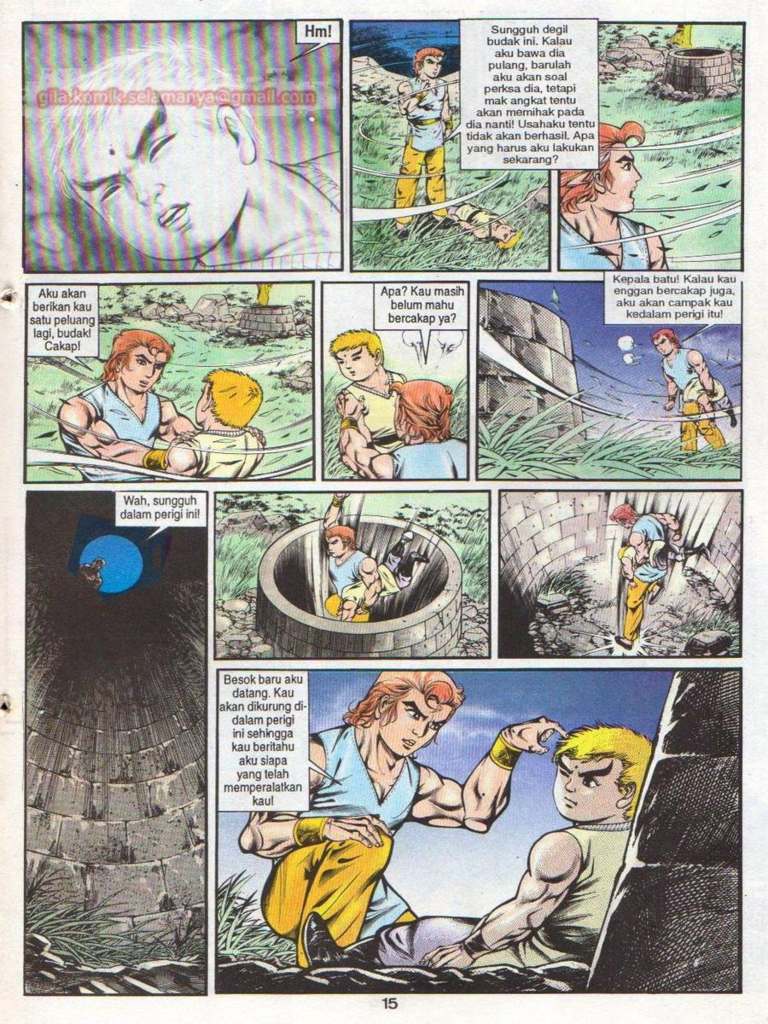 Hm!
gila.komik.selamanya@gmail.com
Sungguh degil
budak ini. Kalau
aku bawa dia
pulang, barulah
aku akan soal
perksa dia, tetapi
mak angkat tentu
akan memihak pada
dia nanti! Usahaku tentu
tidak akan berhasil. Apa
yang harus aku lakukan
sekarang?
Aku akan
berikan kau
satu peluang
lagi, budak!
Cakap!
Apa? Kau masih
belum mahu
bercakap ya?
Kepala batu! Kalau kau
enggan bercakap juga,
aku akan campak kau
kedalam perigi itu!
Wah, sungguh
dalam perigi ini!
Besok baru aku
datang. Kau
akan dikurung di-
dalam perigi
ini sehingga
kau beritahu
aku siapa
yang telah
memperalatkan
kau!
15